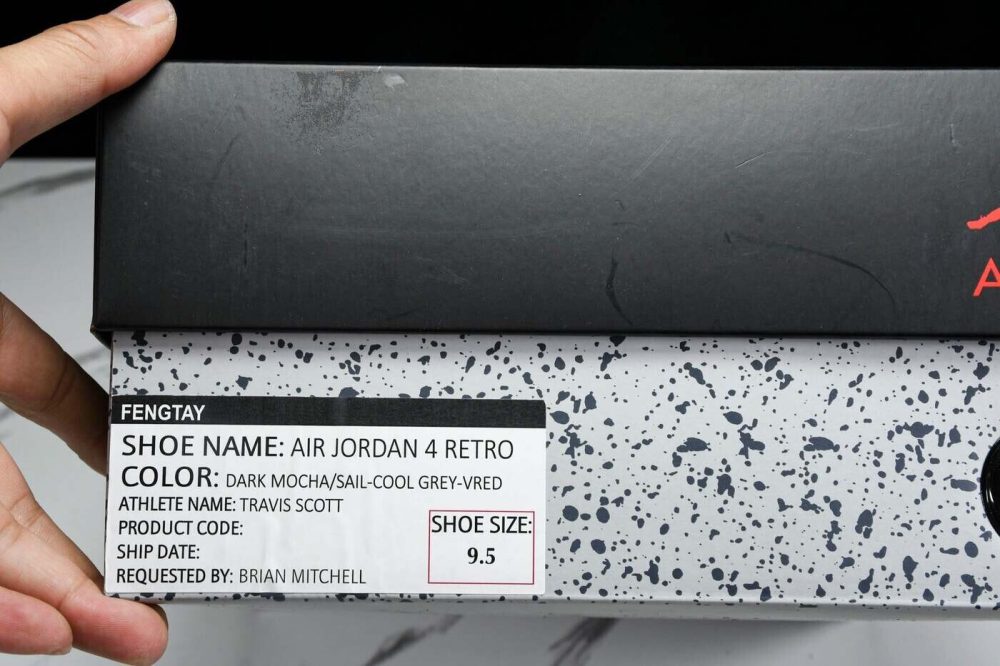 A
FENGTAY
SHOE NAME: AIR JORDAN 4 RETRO
COLOR: DARK MOCHA/SAIL-COOL GREY-VRED
ATHLETE NAME: TRAVIS SCOTT
PRODUCT CODE:
SHIP DATE:
REQUESTED BY: BRIAN MITCHELL
SHOE SIZE:
9.5